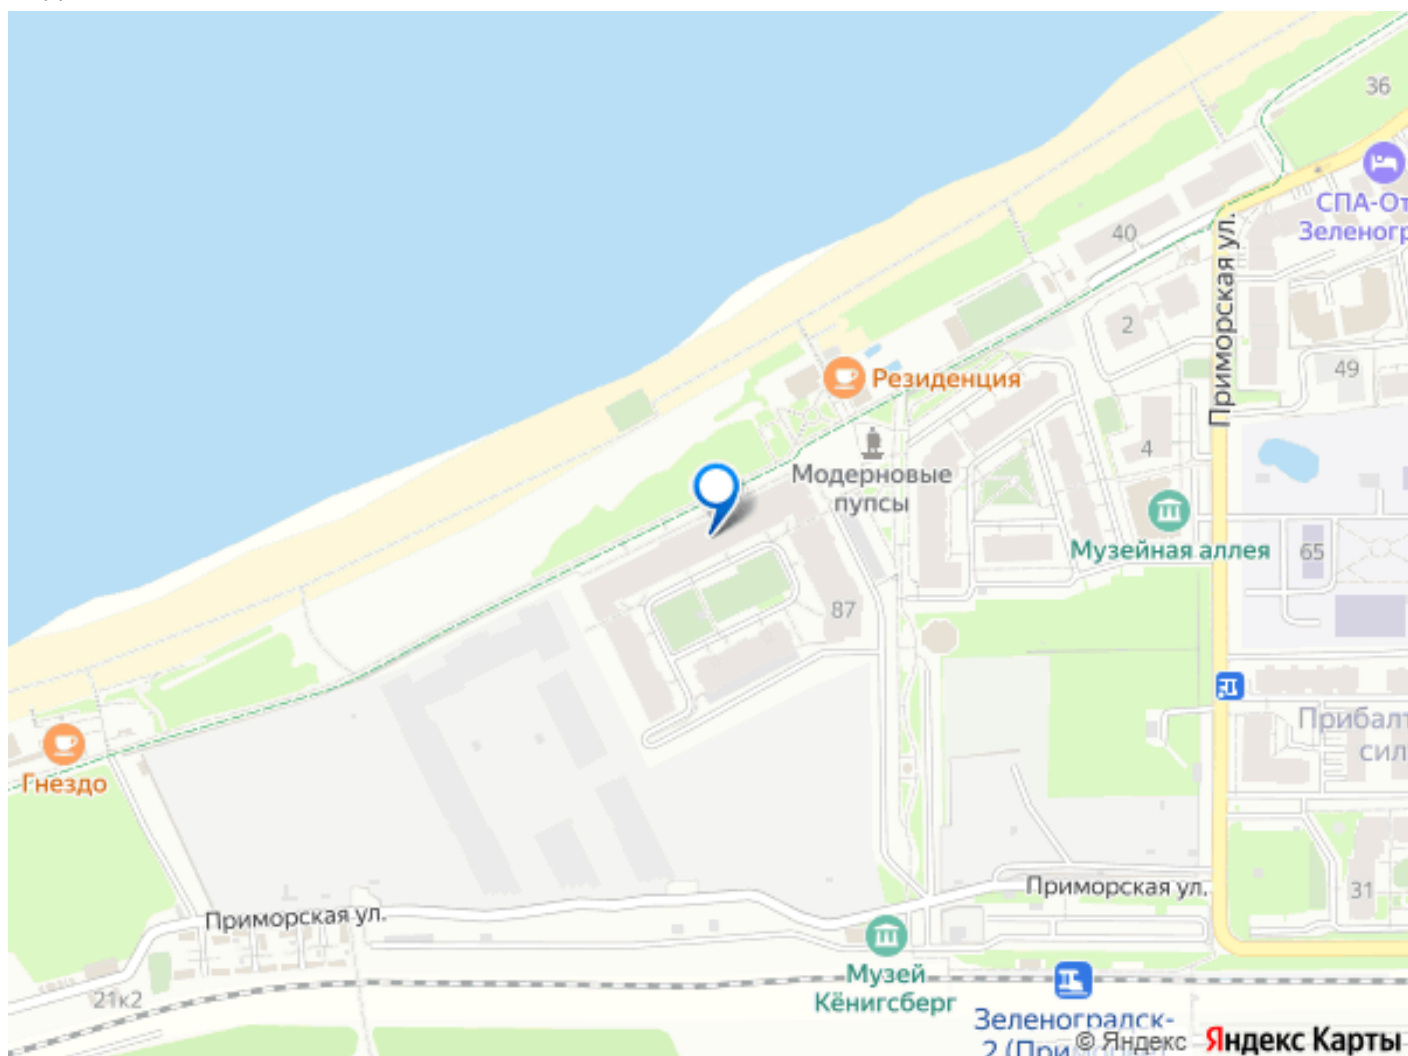 36
СПА-От
Зеленогр
40
Приморская ул.
2
Резиденция
49
4
Модерновые
пупсы
Музейная аллея
65
87
Прибалт
сил
Гнездо
Приморская ул.
Приморская ул.
31
21к2
Музей
Кёнигсберг
Зеленоградск-
© Яндекс Яндекс Карты